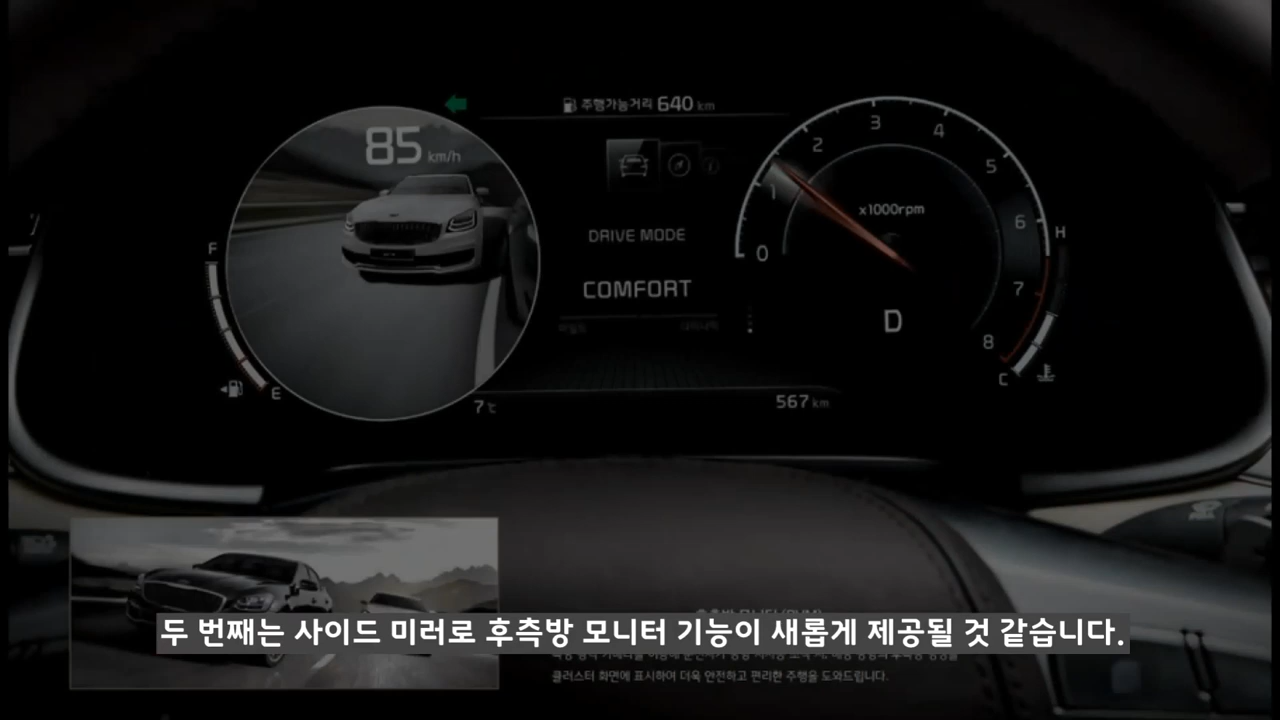 주행가능거리 640 km
85 km/h
DRIVE MODE
COMFORT
F
E
7℃
567 km
0
1
2
3
4
5
6
7
8
x1000rpm
D
H
C
두 번째는 사이드 미러로 후측방 모니터 기능이 새롭게 제공될 것 같습니다.
클러스터 화면에 표시하여 더욱 안전하고 편리한 주행을 도와드립니다.